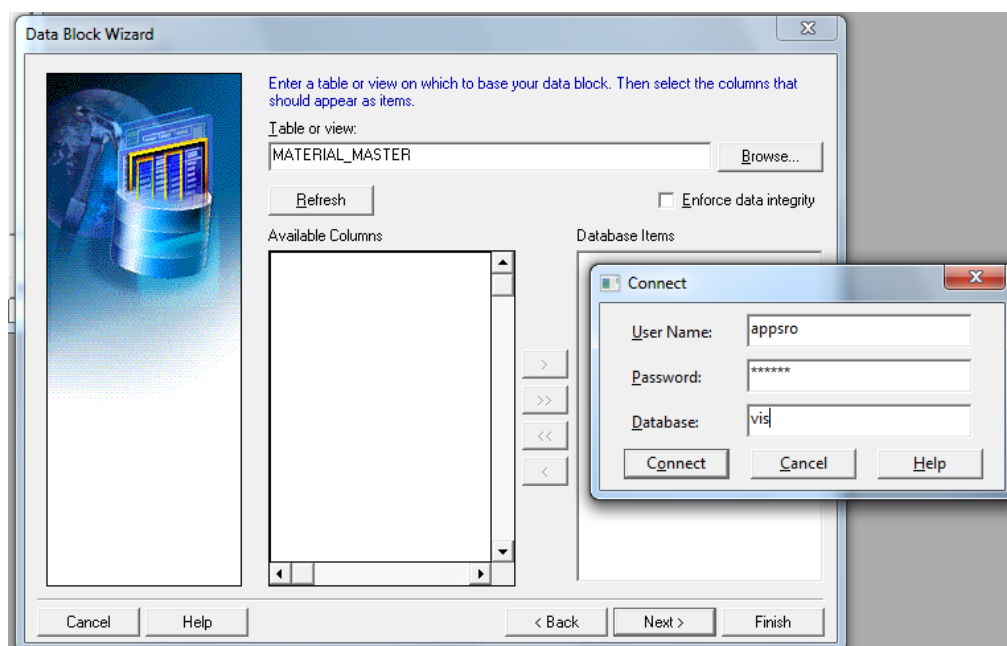 Data Block Wizard
Enter a table or view on which to base your data block. Then select the columns that
should appear as items.
Table or view:
MATERIAL_MASTER
Browse...
Refresh
Enforce data integrity
Available Columns
Database Items
>
>>
<<
<
Connect
User Name:
appsro
Password:
******
Database:
vis
Connect
Cancel
Help
Cancel
Help
< Back
Next >
Finish